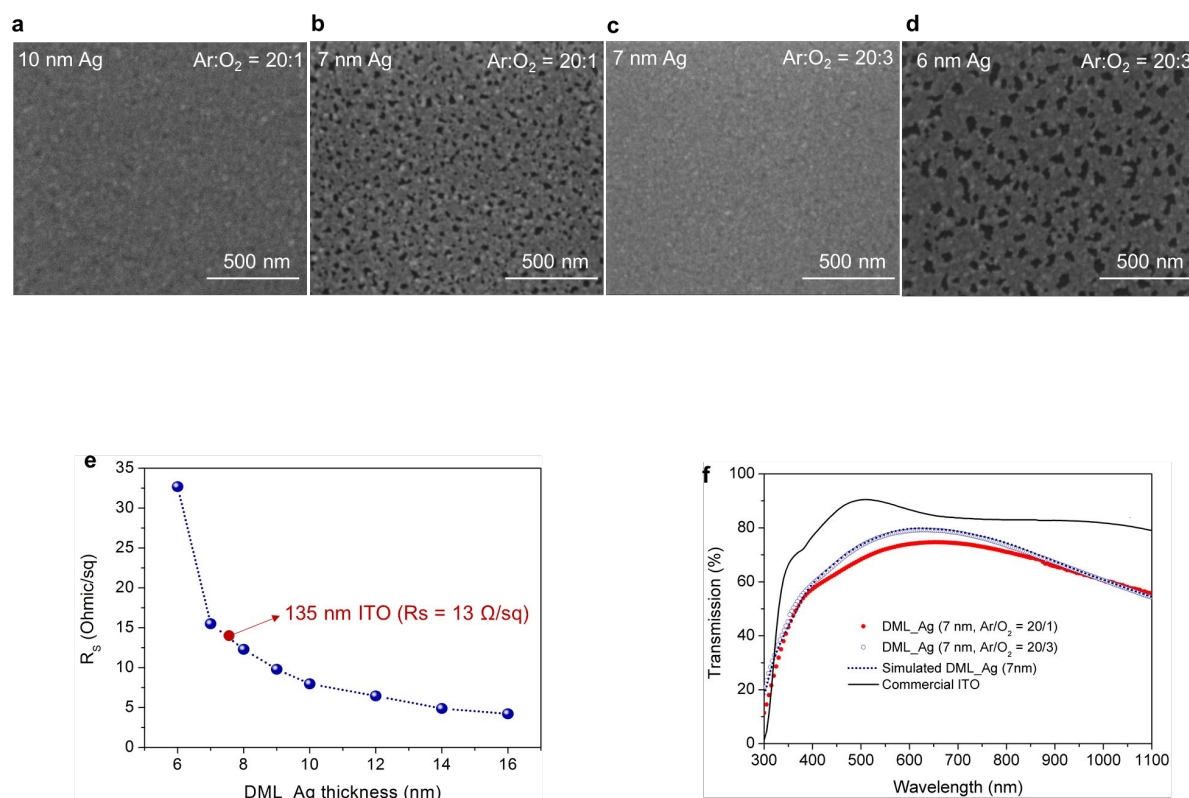 a
b
c
d
10 nm Ag
Ar:O₂ = 20:1
7 nm Ag
Ar:O₂ = 20:1
7 nm Ag
Ar:O₂ = 20:3
6 nm Ag
Ar:O₂ = 20:3
500 nm
500 nm
500 nm
500 nm
e
35
30
25
20
15
10
5
0
Rₛ (Ohmic/sq)
135 nm ITO (Rs = 13 Ω/sq)
6
8
10
12
14
16
DML_Ag thickness (nm)
f
100
80
60
40
20
0
Transmission (%)
DML_Ag (7 nm, Ar/O₂ = 20/1)
DML_Ag (7 nm, Ar/O₂ = 20/3)
Simulated DML_Ag (7nm)
Commercial ITO
300
400
500
600
700
800
900
1000
1100
Wavelength (nm)